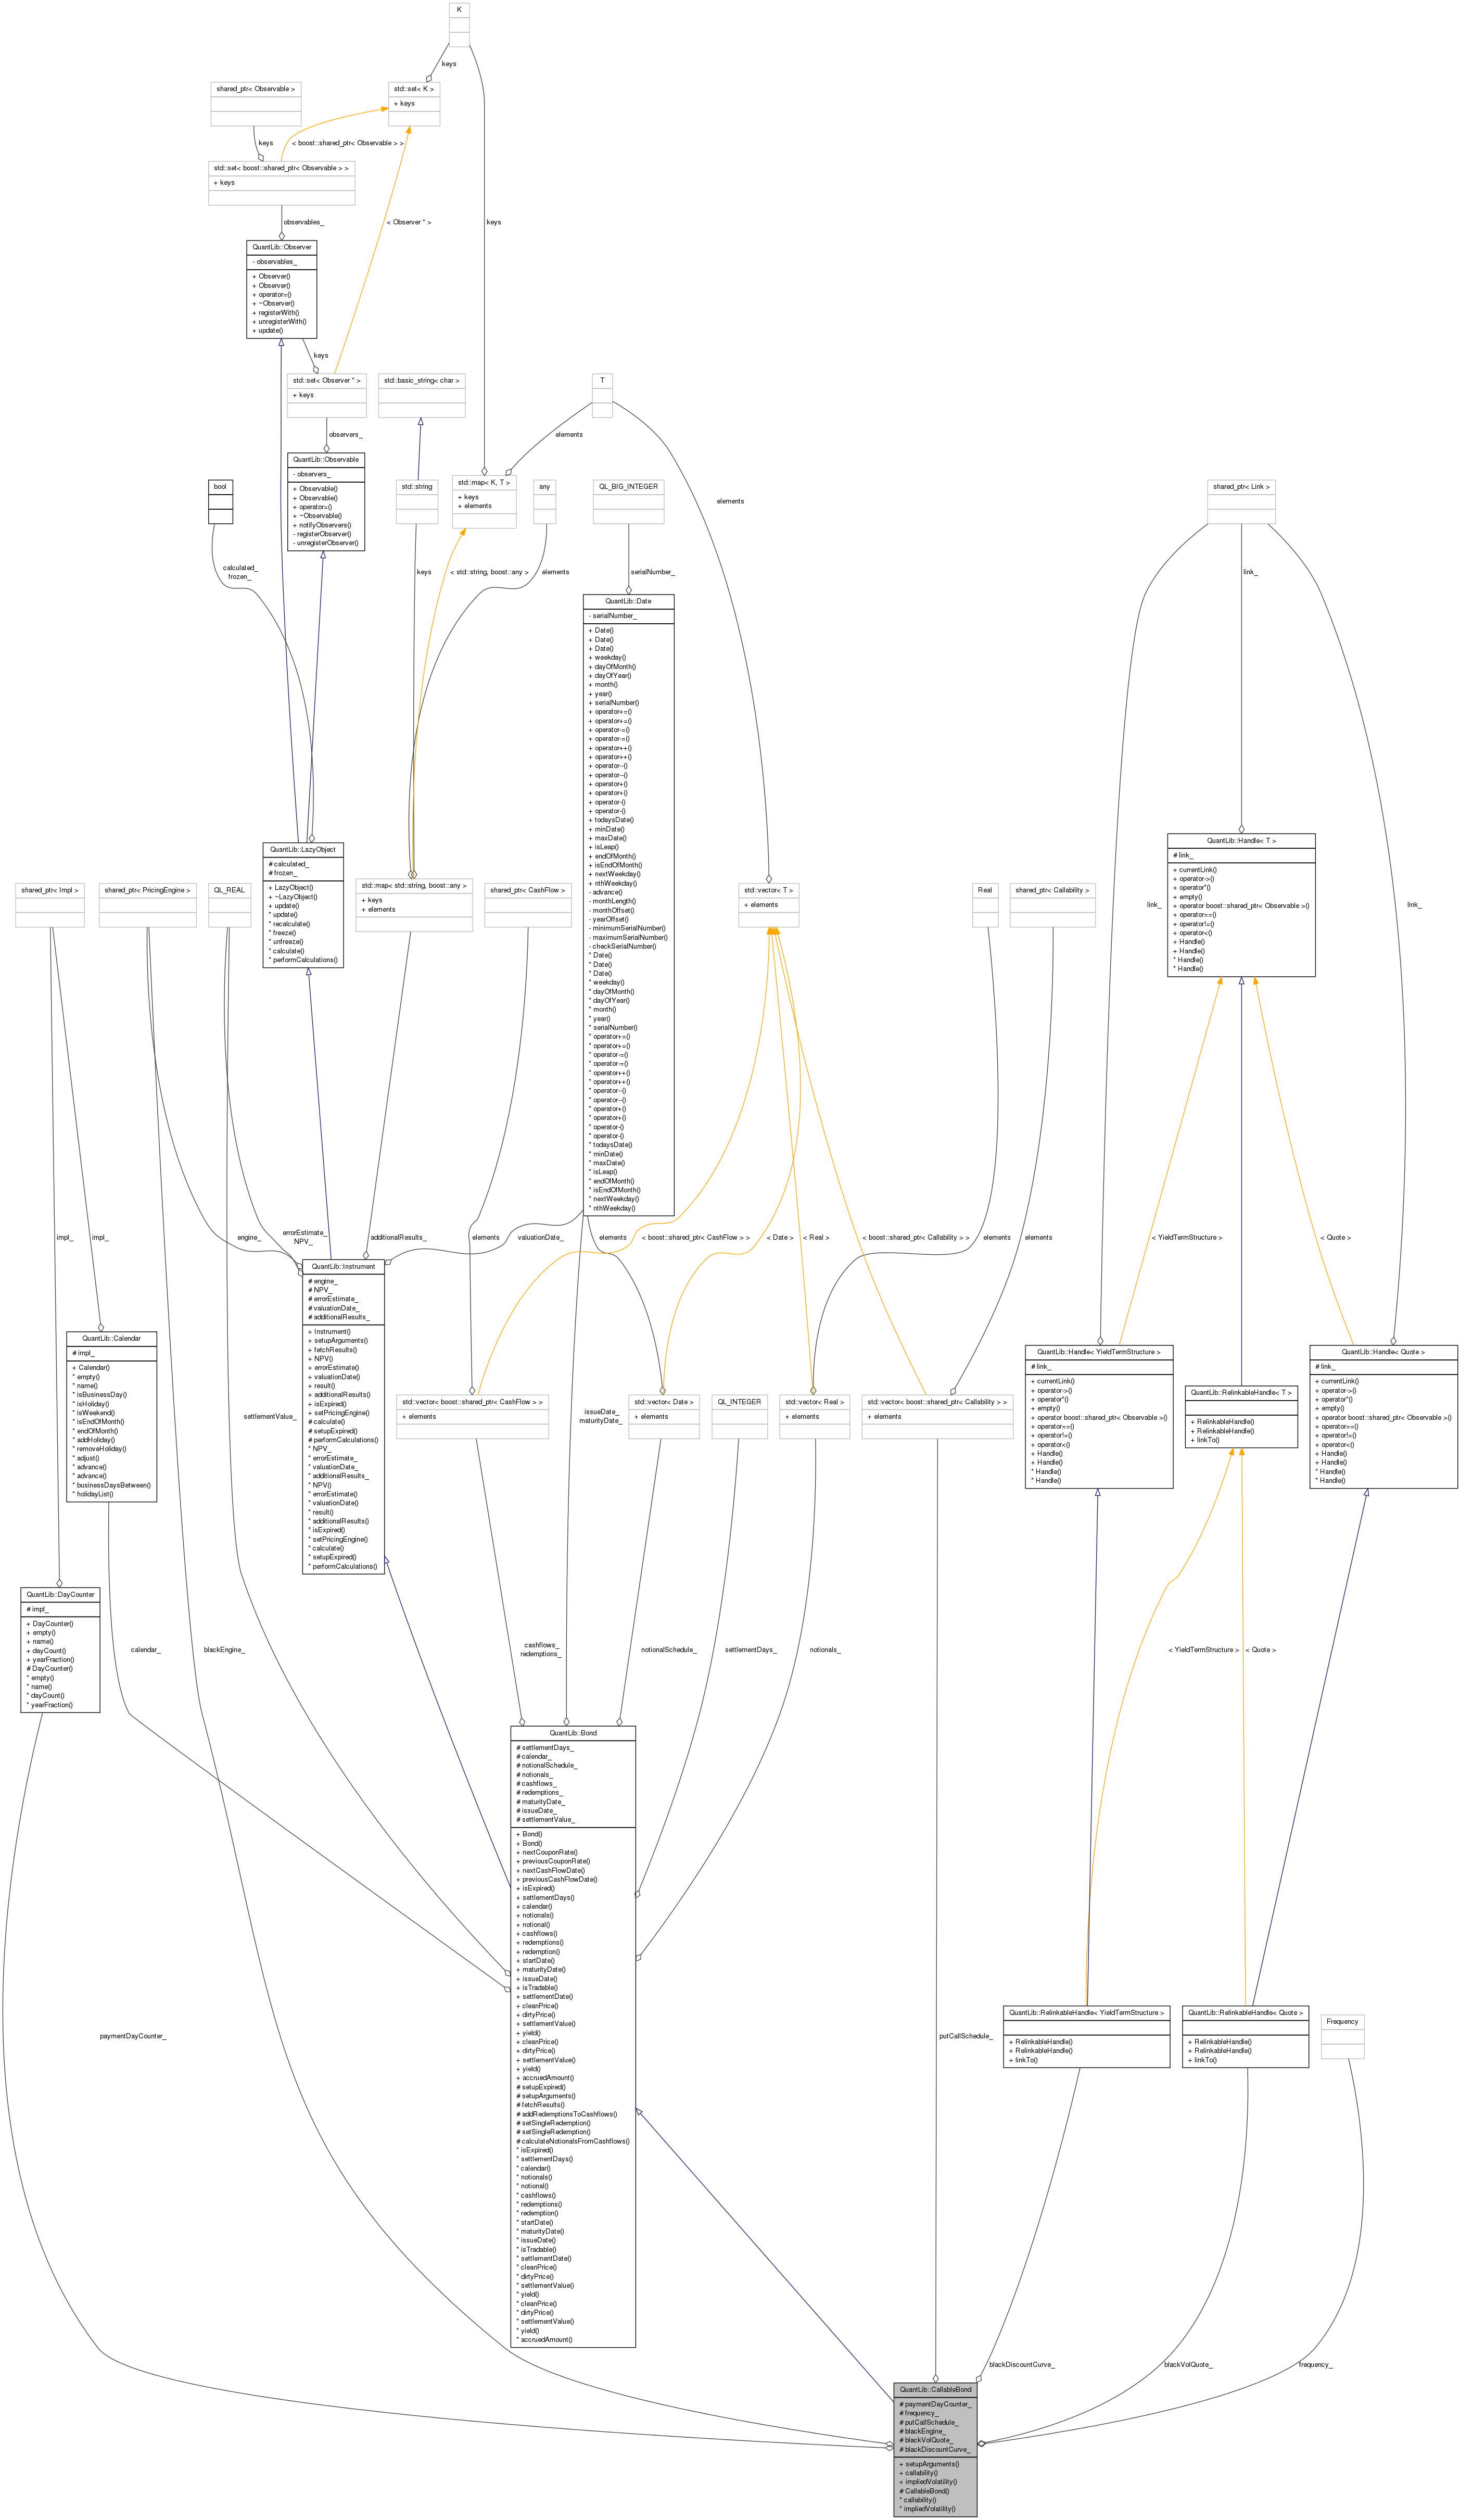 K
keys
shared_ptr< Observable >
std::set< K >
+ keys
keys
< boost::shared_ptr< Observable > >
std::set< boost::shared_ptr< Observable > >
+ keys
observables_
< Observer * >
keys
QuantLib::Observer
- observables_
+ Observer()
+ Observer()
+ operator=()
+ ~Observer()
+ registerWith()
+ unregisterWith()
+ update()
keys
std::set< Observer * >
+ keys
std::basic_string< char >
T
observers_
elements
QuantLib::Observable
- observers_
+ Observable()
+ Observable()
+ operator=()
+ ~Observable()
+ notifyObservers()
- registerObserver()
- unregisterObserver()
bool
std::string
std::map< K, T >
+ keys
+ elements
any
QL_BIG_INTEGER
elements
shared_ptr< Link >
calculated_
frozen_
keys
< std::string, boost::any >
elements
serialNumber_
link_
QuantLib::Date
- serialNumber_
+ Date()
+ Date()
+ Date()
+ weekday()
+ dayOfMonth()
+ dayOfYear()
+ month()
+ year()
+ serialNumber()
+ operator+=()
+ operator+=()
+ operator-=()
+ operator-=()
+ operator++()
+ operator++()
+ operator--()
+ operator--()
+ operator+()
+ operator+()
+ operator-()
+ operator-()
+ todaysDate()
+ minDate()
+ maxDate()
+ isLeap()
+ endOfMonth()
+ isEndOfMonth()
+ nextWeekday()
+ nthWeekday()
- advance()
- monthLength()
- monthOffset()
- yearOffset()
- minimumSerialNumber()
- maximumSerialNumber()
- checkSerialNumber()
* Date()
* Date()
* Date()
* weekday()
* dayOfMonth()
* dayOfYear()
* month()
* year()
* serialNumber()
* operator+=()
* operator+=()
* operator-=()
* operator-=()
* operator++()
* operator++()
* operator--()
* operator--()
* operator+()
* operator+()
* operator-()
* operator-()
* todaysDate()
* minDate()
* maxDate()
* isLeap()
* endOfMonth()
* isEndOfMonth()
* nextWeekday()
* nthWeekday()
QuantLib::LazyObject
# calculated_
# frozen_
+ LazyObject()
+ ~LazyObject()
+ update()
* update()
* recalculate()
* freeze()
* unfreeze()
* calculate()
* performCalculations()
QuantLib::Handle< T >
# link_
+ currentLink()
+ operator->()
+ operator*()
+ empty()
+ operator boost::shared_ptr< Observable >()
+ operator==()
+ operator!=()
+ operator<()
+ Handle()
+ Handle()
* Handle()
* Handle()
link_
link_
shared_ptr< Impl >
shared_ptr< PricingEngine >
QL_REAL
std::map< std::string, boost::any >
+ keys
+ elements
shared_ptr< CashFlow >
std::vector< T >
+ elements
Real
shared_ptr< Callability >
impl_
impl_
engine_
errorEstimate_
NPV_
additionalResults_
elements
valuationDate_
elements
< boost::shared_ptr< CashFlow > >
< Date >
< Real >
< boost::shared_ptr< Callability > >
elements
elements
< YieldTermStructure >
< Quote >
QuantLib::Instrument
# engine_
# NPV_
# errorEstimate_
# valuationDate_
# additionalResults_
+ Instrument()
+ setupArguments()
+ fetchResults()
+ NPV()
+ errorEstimate()
+ valuationDate()
+ result()
+ additionalResults()
+ isExpired()
+ setPricingEngine()
# calculate()
# setupExpired()
# performCalculations()
* NPV_
* errorEstimate_
* valuationDate_
* additionalResults_
* NPV()
* errorEstimate()
* valuationDate()
* result()
* additionalResults()
* isExpired()
* setPricingEngine()
* calculate()
* setupExpired()
* performCalculations()
QuantLib::Calendar
# impl_
+ Calendar()
* empty()
* name()
* isBusinessDay()
* isHoliday()
* isWeekend()
* isEndOfMonth()
* endOfMonth()
* addHoliday()
* removeHoliday()
* adjust()
* advance()
* advance()
* businessDaysBetween()
* holidayList()
settlementValue_
std::vector< boost::shared_ptr< CashFlow > >
+ elements
issueDate_
maturityDate_
std::vector< Date >
+ elements
QL_INTEGER
std::vector< Real >
+ elements
std::vector< boost::shared_ptr< Callability > >
+ elements
QuantLib::Handle< YieldTermStructure >
# link_
+ currentLink()
+ operator->()
+ operator*()
+ empty()
+ operator boost::shared_ptr< Observable >()
+ operator==()
+ operator!=()
+ operator<()
+ Handle()
+ Handle()
* Handle()
* Handle()
QuantLib::RelinkableHandle< T >
+ RelinkableHandle()
+ RelinkableHandle()
+ linkTo()
QuantLib::Handle< Quote >
# link_
+ currentLink()
+ operator->()
+ operator*()
+ empty()
+ operator boost::shared_ptr< Observable >()
+ operator==()
+ operator!=()
+ operator<()
+ Handle()
+ Handle()
* Handle()
* Handle()
QuantLib::DayCounter
# impl_
+ DayCounter()
+ empty()
+ name()
+ dayCount()
+ yearFraction()
# DayCounter()
* empty()
* name()
* dayCount()
* yearFraction()
calendar_
blackEngine_
cashflows_
redemptions_
notionalSchedule_
settlementDays_
notionals_
< YieldTermStructure >
< Quote >
QuantLib::Bond
# settlementDays_
# calendar_
# notionalSchedule_
# notionals_
# cashflows_
# redemptions_
# maturityDate_
# issueDate_
# settlementValue_
+ Bond()
+ Bond()
+ nextCouponRate()
+ previousCouponRate()
+ nextCashFlowDate()
+ previousCashFlowDate()
+ isExpired()
+ settlementDays()
+ calendar()
+ notionals()
+ notional()
+ cashflows()
+ redemptions()
+ redemption()
+ startDate()
+ maturityDate()
+ issueDate()
+ isTradable()
+ settlementDate()
+ cleanPrice()
+ dirtyPrice()
+ settlementValue()
+ yield()
+ cleanPrice()
+ dirtyPrice()
+ settlementValue()
+ yield()
+ accruedAmount()
# setupExpired()
# setupArguments()
# fetchResults()
# addRedemptionsToCashflows()
# setSingleRedemption()
# setSingleRedemption()
# calculateNotionalsFromCashflows()
* isExpired()
* settlementDays()
* calendar()
* notionals()
* notional()
* cashflows()
* redemptions()
* redemption()
* startDate()
* maturityDate()
* issueDate()
* isTradable()
* settlementDate()
* cleanPrice()
* dirtyPrice()
* settlementValue()
* yield()
* cleanPrice()
* dirtyPrice()
* settlementValue()
* yield()
* accruedAmount()
paymentDayCounter_
putCallSchedule_
QuantLib::RelinkableHandle< YieldTermStructure >
+ RelinkableHandle()
+ RelinkableHandle()
+ linkTo()
QuantLib::RelinkableHandle< Quote >
+ RelinkableHandle()
+ RelinkableHandle()
+ linkTo()
Frequency
blackDiscountCurve_
blackVolQuote_
frequency_
QuantLib::CallableBond
# paymentDayCounter_
# frequency_
# putCallSchedule_
# blackEngine_
# blackVolQuote_
# blackDiscountCurve_
+ setupArguments()
+ callability()
+ impliedVolatility()
# CallableBond()
* callability()
* impliedVolatility()